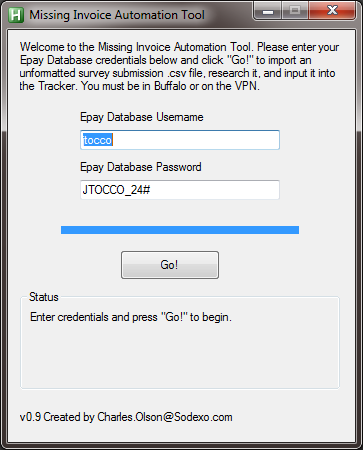 Missing Invoice Automation Tool
Welcome to the Missing Invoice Automation Tool. Please enter your
Epay Database credentials below and click "Go!" to import an
unformatted survey submission .csv file, research it, and input it into
the Tracker. You must be in Buffalo or on the VPN.
Epay Database Username
tocco
Epay Database Password
JTOCCO_24#
Go!
Status
Enter credentials and press "Go!" to begin.
v0.9 Created by Charles.Olson@Sodexo.com